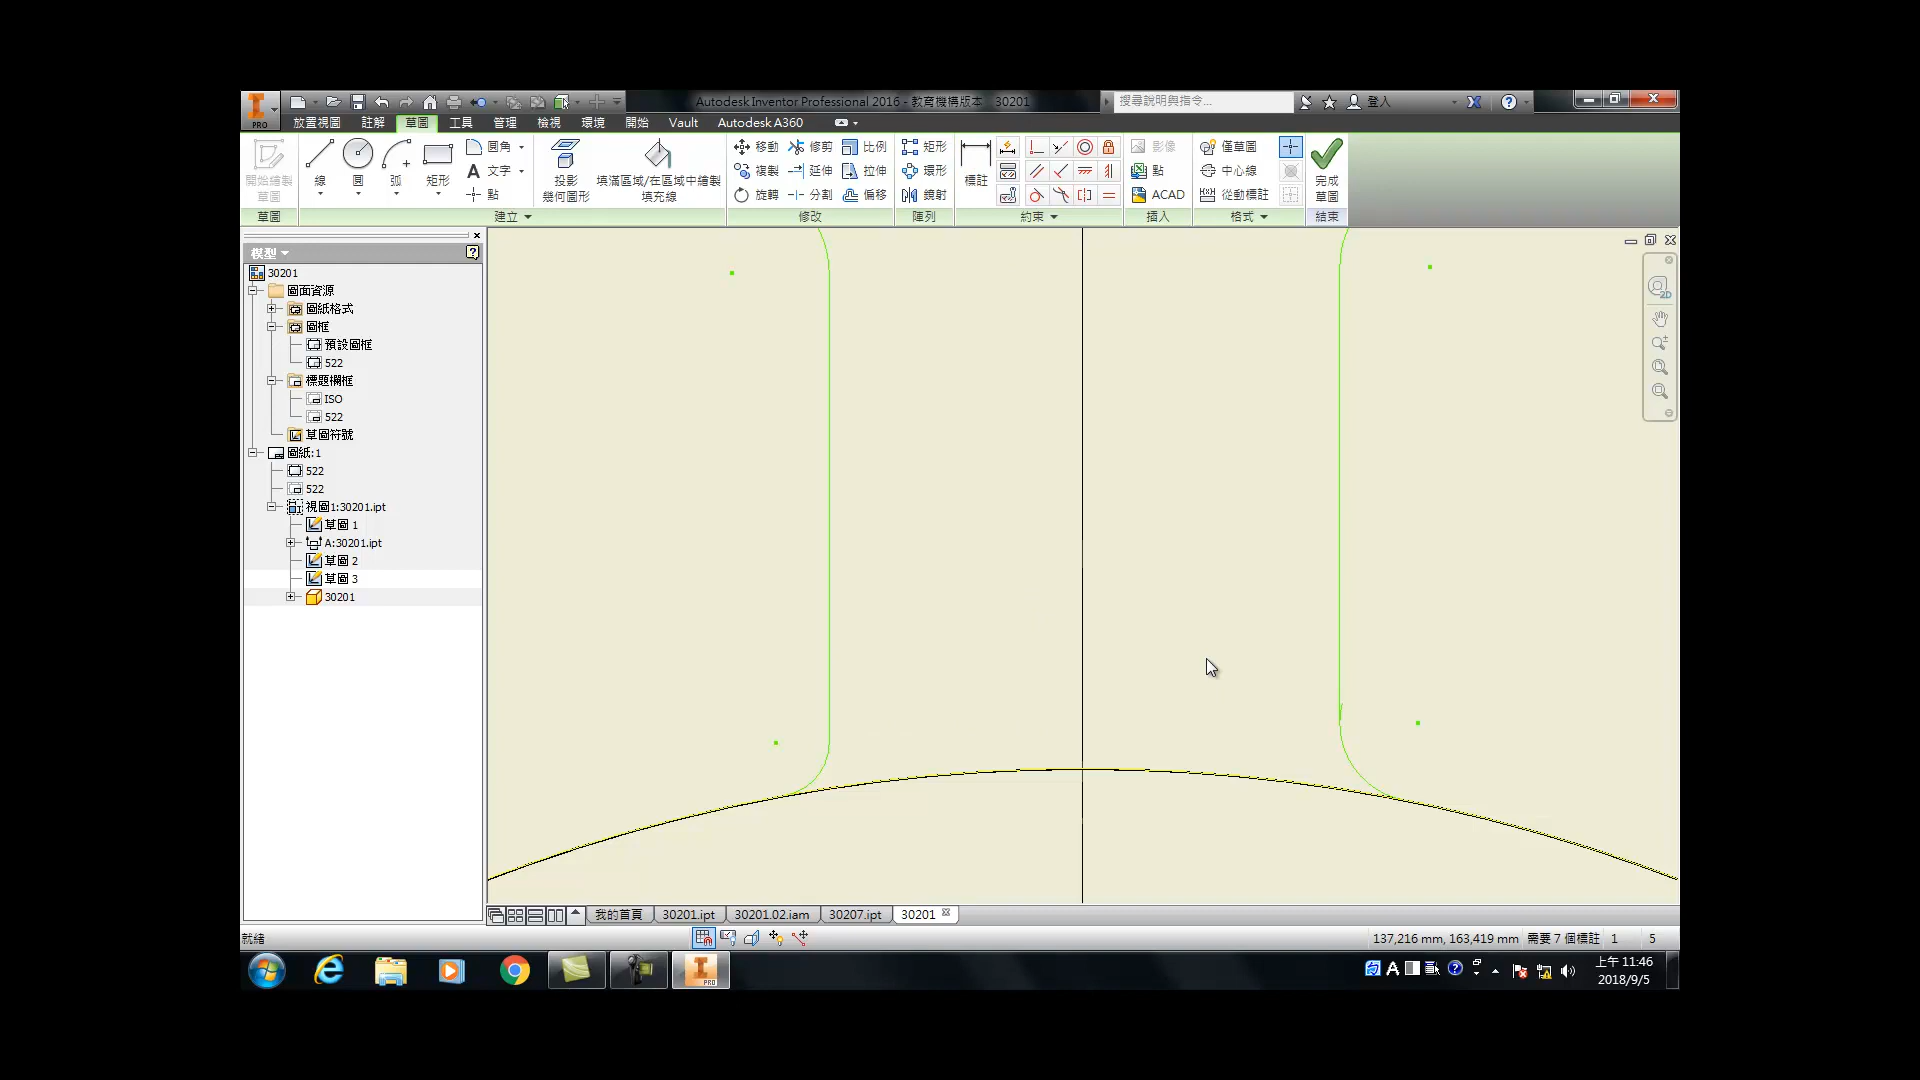 Autodesk Inventor Professional 2016 - 教育機構版本 30201
搜尋說明與指令...
登入
PRO
放置視圖 註解 草圖 工具 管理 檢視 環境 開始 Vault Autodesk A360
開始繪製
草圖
線
圓
弧
矩形
圓角
文字
點
投影
幾何圖形
填滿區域/在區域中繪製
填充線
移動 修剪 比例
複製 延伸 拉伸
旋轉 分割 偏移
矩形
環形
鏡射
標註
影像
點
ACAD
僅草圖
中心線
從動標註
完成
草圖
草圖 建立 修改 陣列 約束 插入 格式 結束
模型
30201
圖面資源
圖紙格式
圖框
預設圖框
522
標題欄框
ISO
522
草圖符號
圖紙:1
522
522
視圖1:30201.ipt
草圖 1
A:30201.ipt
草圖 2
草圖 3
30201
2D
我的首頁 30201.ipt 30201.02.iam 30207.ipt 30201
就緒
137,216 mm, 163,419 mm 需要 7 個標註 1 5
PRO
A
上午 11:46
2018/9/5